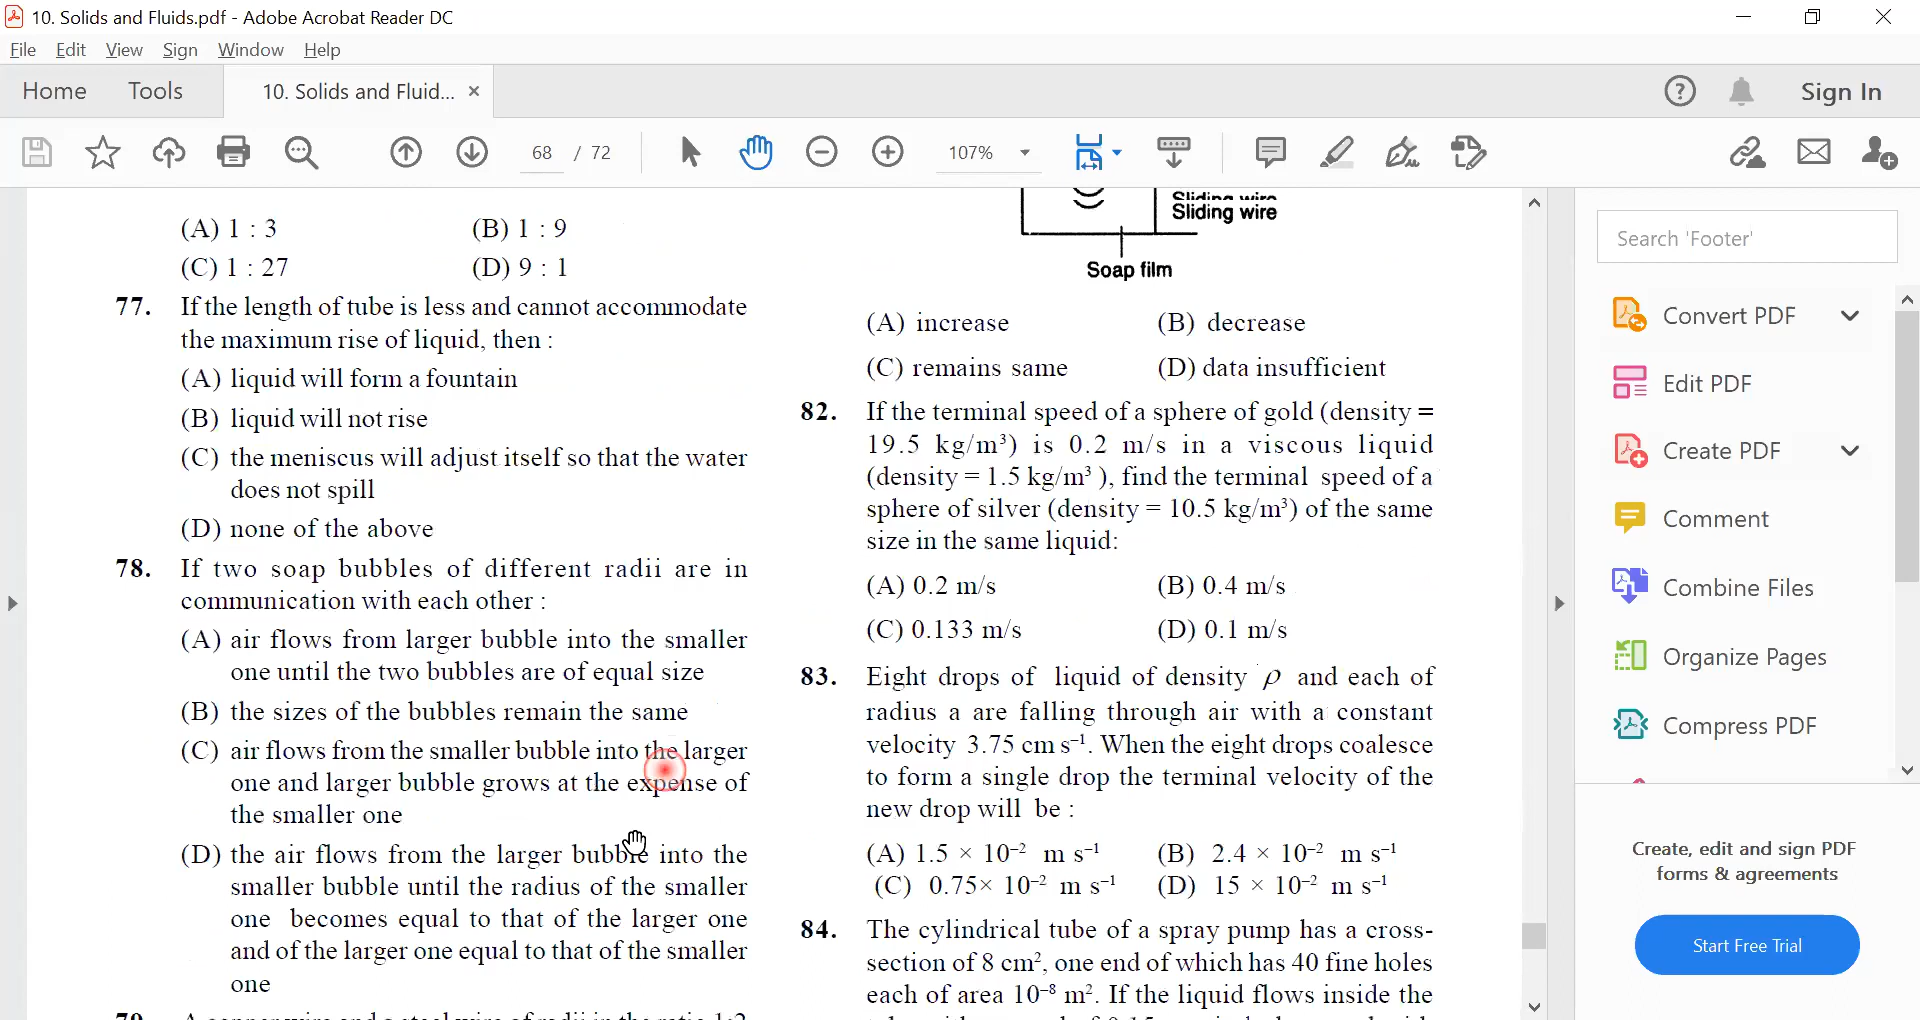 10. Solids and Fluids.pdf - Adobe Acrobat Reader DC
File Edit View Sign Window Help
Home Tools 10. Solids and Fluid... ×
Sign In
68 / 72 107%
(A) 1 : 3 (B) 1 : 9
(C) 1 : 27 (D) 9 : 1
77. If the length of tube is less and cannot accommodate
the maximum rise of liquid, then :
(A) liquid will form a fountain
(B) liquid will not rise
(C) the meniscus will adjust itself so that the water
does not spill
(D) none of the above
78. If two soap bubbles of different radii are in
communication with each other :
(A) air flows from larger bubble into the smaller
one until the two bubbles are of equal size
(B) the sizes of the bubbles remain the same
(C) air flows from the smaller bubble into the larger
one and larger bubble grows at the expense of
the smaller one
(D) the air flows from the larger bubble into the
smaller bubble until the radius of the smaller
one becomes equal to that of the larger one
and of the larger one equal to that of the smaller
one
Sliding wire
Sliding wire
Soap film
(A) increase (B) decrease
(C) remains same (D) data insufficient
82. If the terminal speed of a sphere of gold (density =
19.5 kg/m³) is 0.2 m/s in a viscous liquid
(density = 1.5 kg/m³ ), find the terminal speed of a
sphere of silver (density = 10.5 kg/m³) of the same
size in the same liquid:
(A) 0.2 m/s (B) 0.4 m/s
(C) 0.133 m/s (D) 0.1 m/s
83. Eight drops of liquid of density ρ and each of
radius a are falling through air with a constant
velocity 3.75 cm s⁻¹. When the eight drops coalesce
to form a single drop the terminal velocity of the
new drop will be :
(A) 1.5 × 10⁻² m s⁻¹ (B) 2.4 × 10⁻² m s⁻¹
(C) 0.75× 10⁻² m s⁻¹ (D) 15 × 10⁻² m s⁻¹
84. The cylindrical tube of a spray pump has a cross-
section of 8 cm², one end of which has 40 fine holes
each of area 10⁻⁸ m². If the liquid flows inside the
Search 'Footer'
Convert PDF
Edit PDF
Create PDF
Comment
Combine Files
Organize Pages
Compress PDF
Create, edit and sign PDF
forms & agreements
Start Free Trial